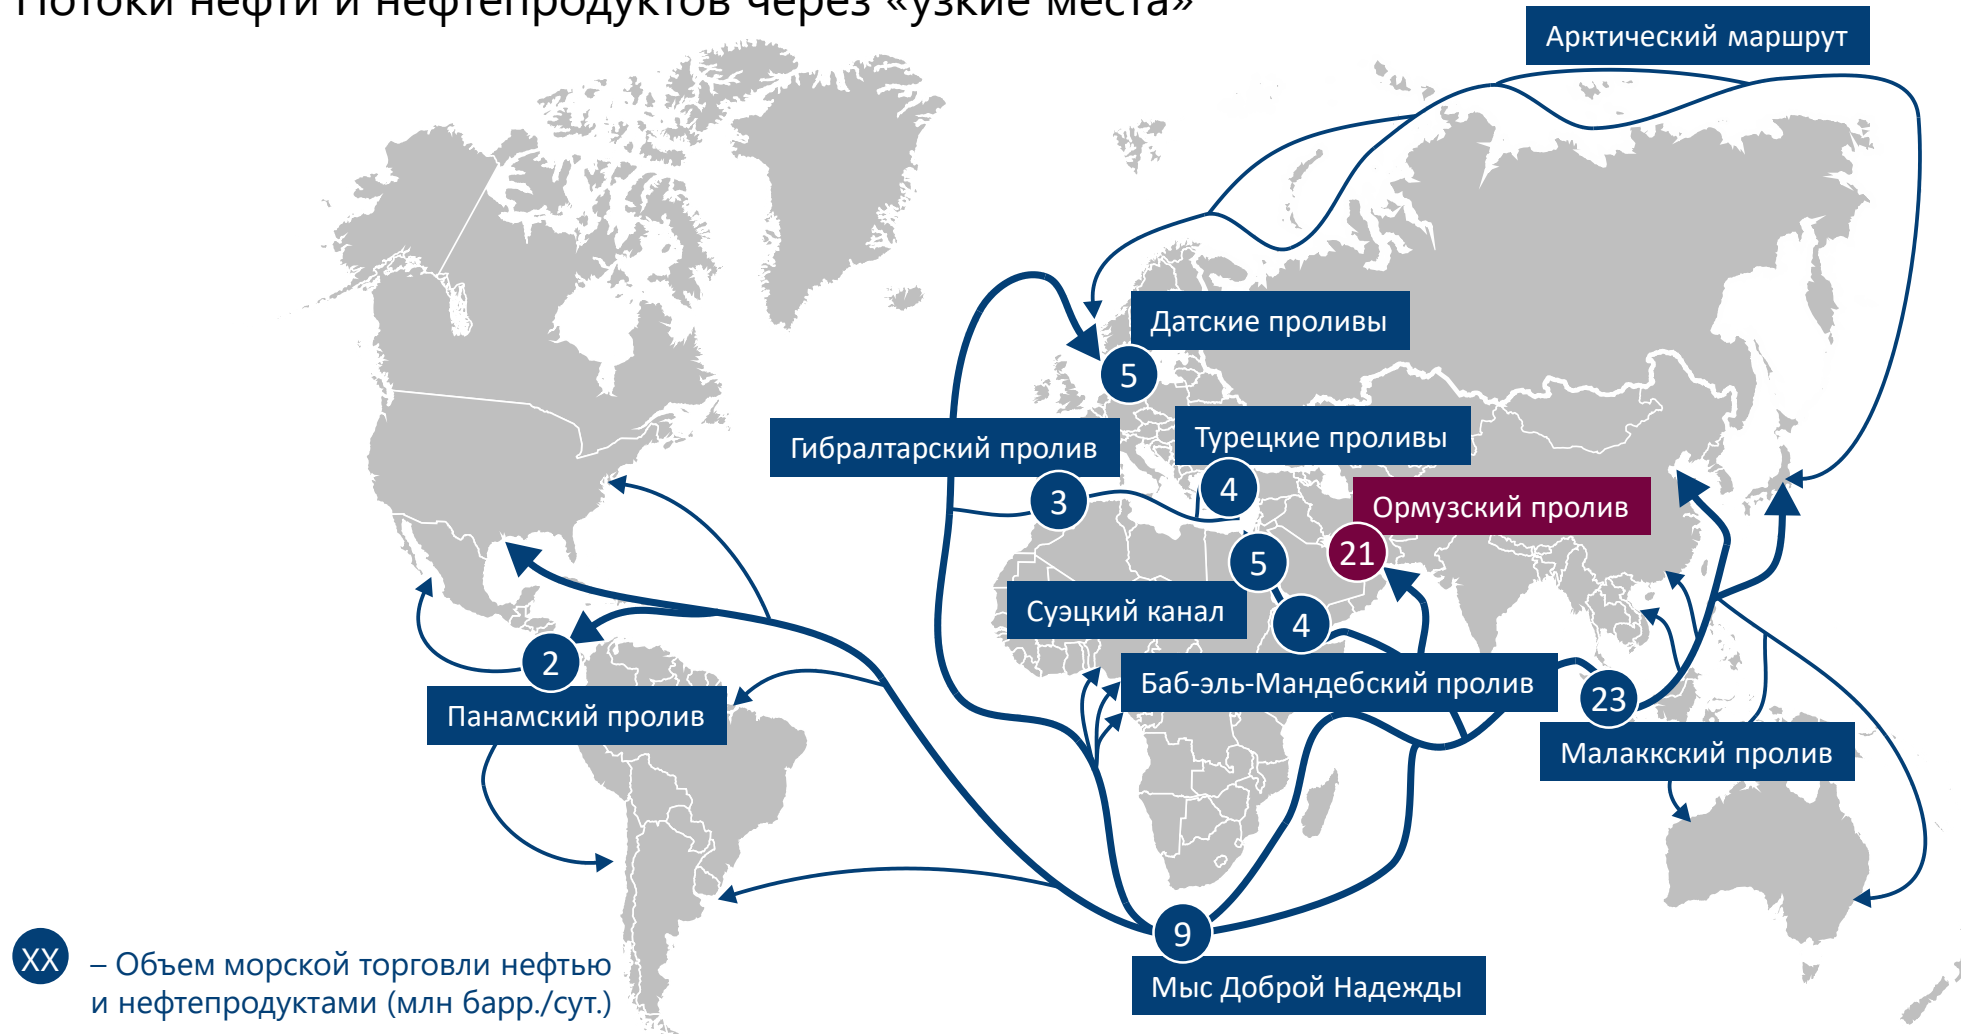 Потоки нефти и нефтепродуктов через «узкие места»
Арктический маршрут
Датские проливы
5
Гибралтарский пролив
3
Турецкие проливы
4
Ормузский пролив
21
Суэцкий канал
5
4
Баб-эль-Мандебский пролив
2
Панамский пролив
23
Малаккский пролив
9
Мыс Доброй Надежды
XX
– Объем морской торговли нефтью
и нефтепродуктами (млн барр./сут.)